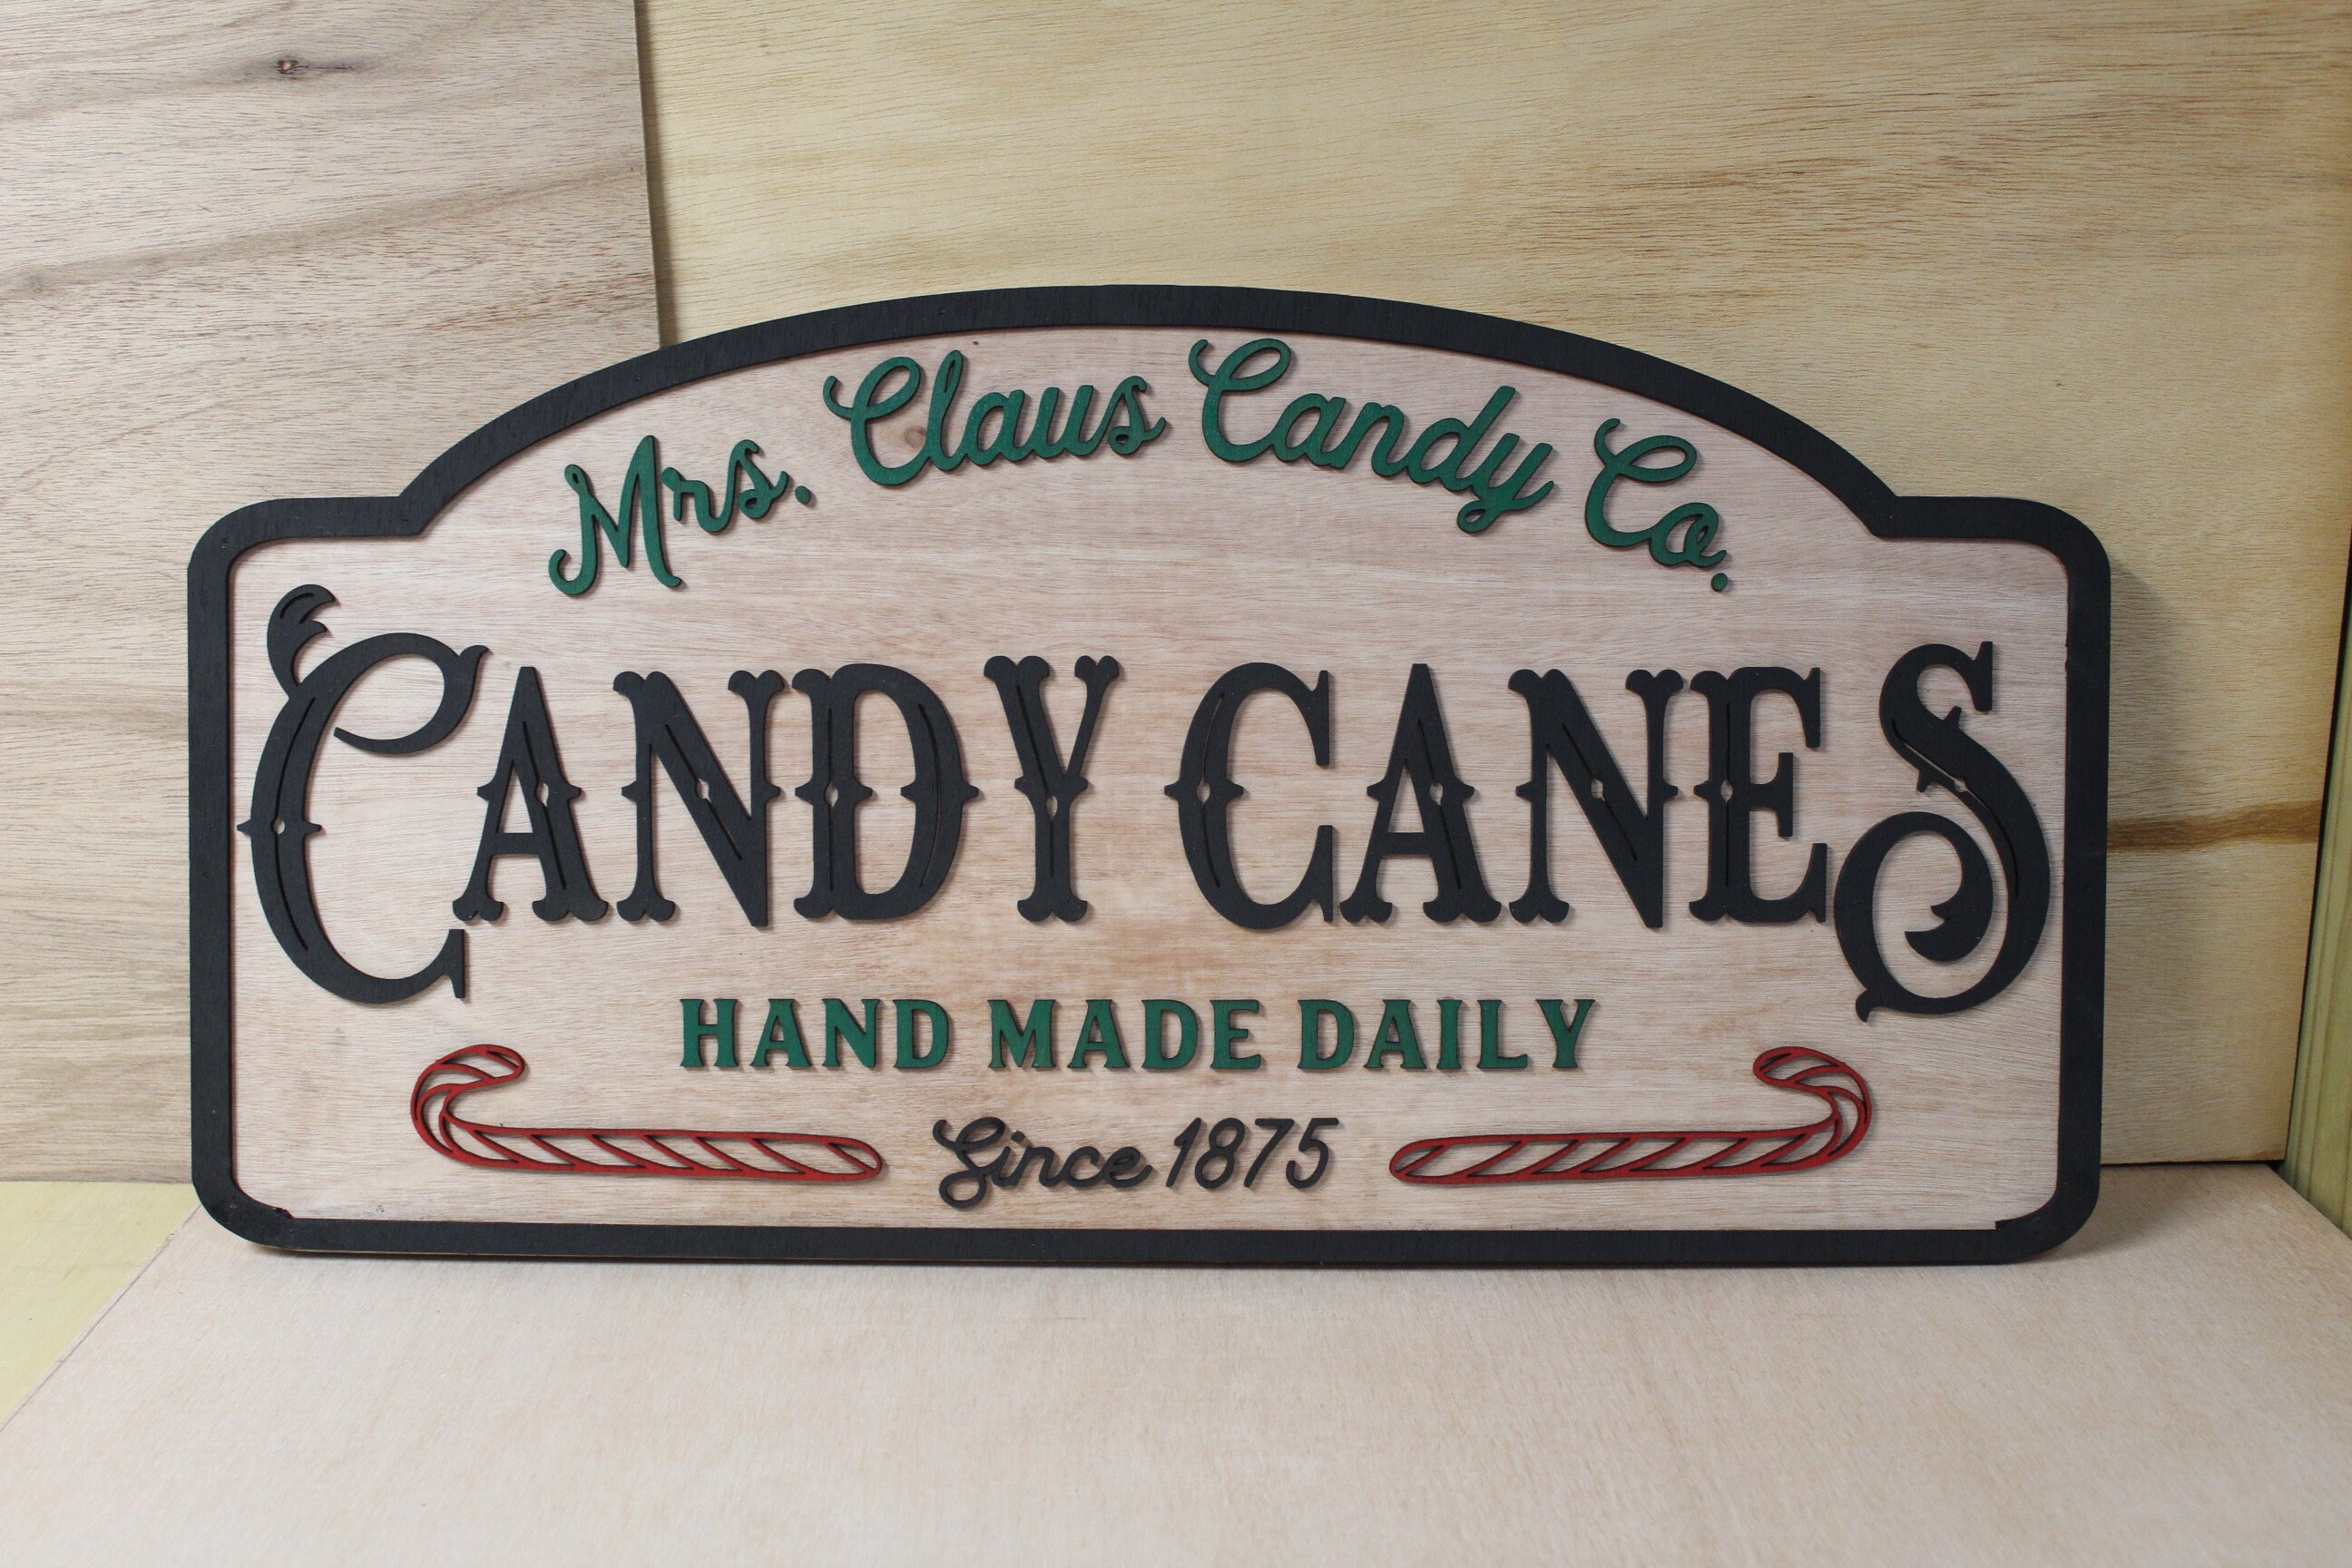 Mrs. Claus Candy Co.
CANDY CANES
HAND MADE DAILY
Since 1875